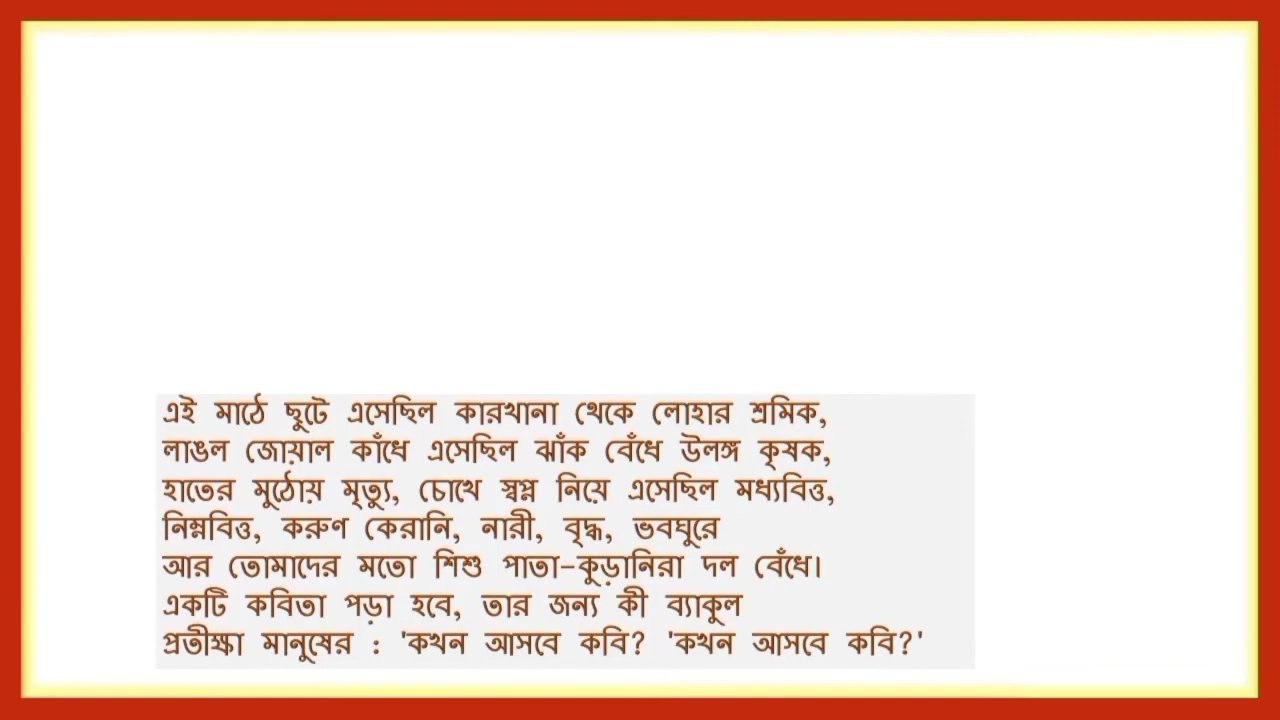 এই মাঠে ছুটে এসেছিল কারখানা থেকে লোহার শ্রমিক,
লাঙল জোয়াল কাঁধে এসেছিল ঝাঁক বেঁধে উলঙ্গ কৃষক,
হাতের মুঠোয় মৃত্যু, চোখে স্বপ্ন নিয়ে এসেছিল মধ্যবিত্ত,
নিম্নবিত্ত, করুণ কেরানি, নারী, বৃদ্ধ, ভবঘুরে
আর তোমাদের মতো শিশু পাতা-কুড়ানিরা দল বেঁধে।
একটি কবিতা পড়া হবে, তার জন্য কী ব্যাকুল
প্রতীক্ষা মানুষের : 'কখন আসবে কবি? 'কখন আসবে কবি?'